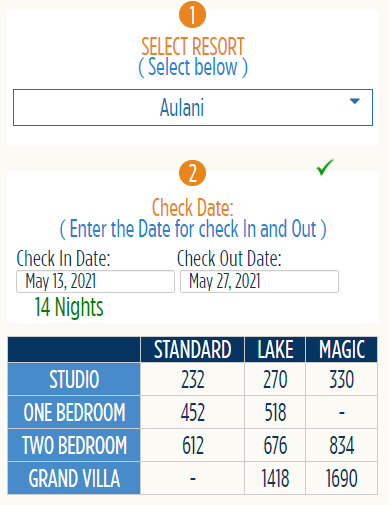 1
SELECT RESORT
( Select below )
Aulani
2
Check Date:
( Enter the Date for check In and Out )
Check In Date: Check Out Date:
May 13, 2021 May 27, 2021
14 Nights
STANDARD LAKE MAGIC
STUDIO 232 270 330
ONE BEDROOM 452 518 -
TWO BEDROOM 612 676 834
GRAND VILLA - 1418 1690